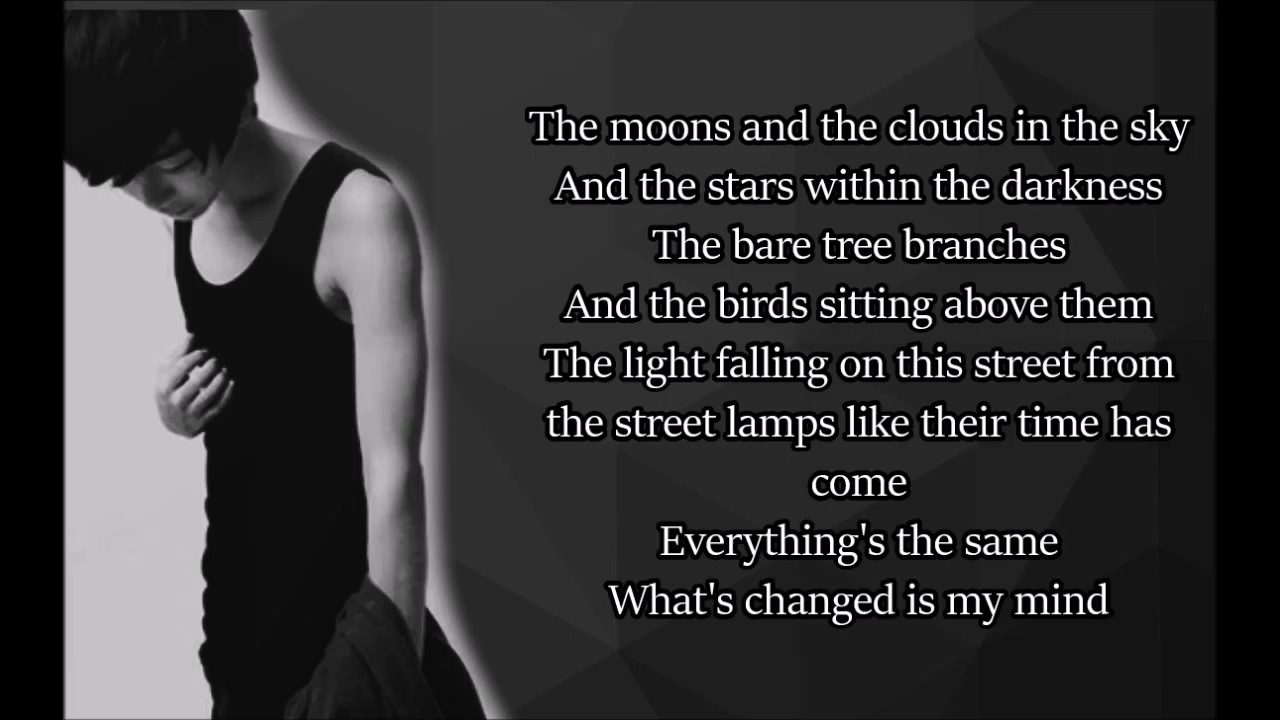 The moons and the clouds in the sky
And the stars within the darkness
The bare tree branches
And the birds sitting above them
The light falling on this street from
the street lamps like their time has
come
Everything's the same
What's changed is my mind